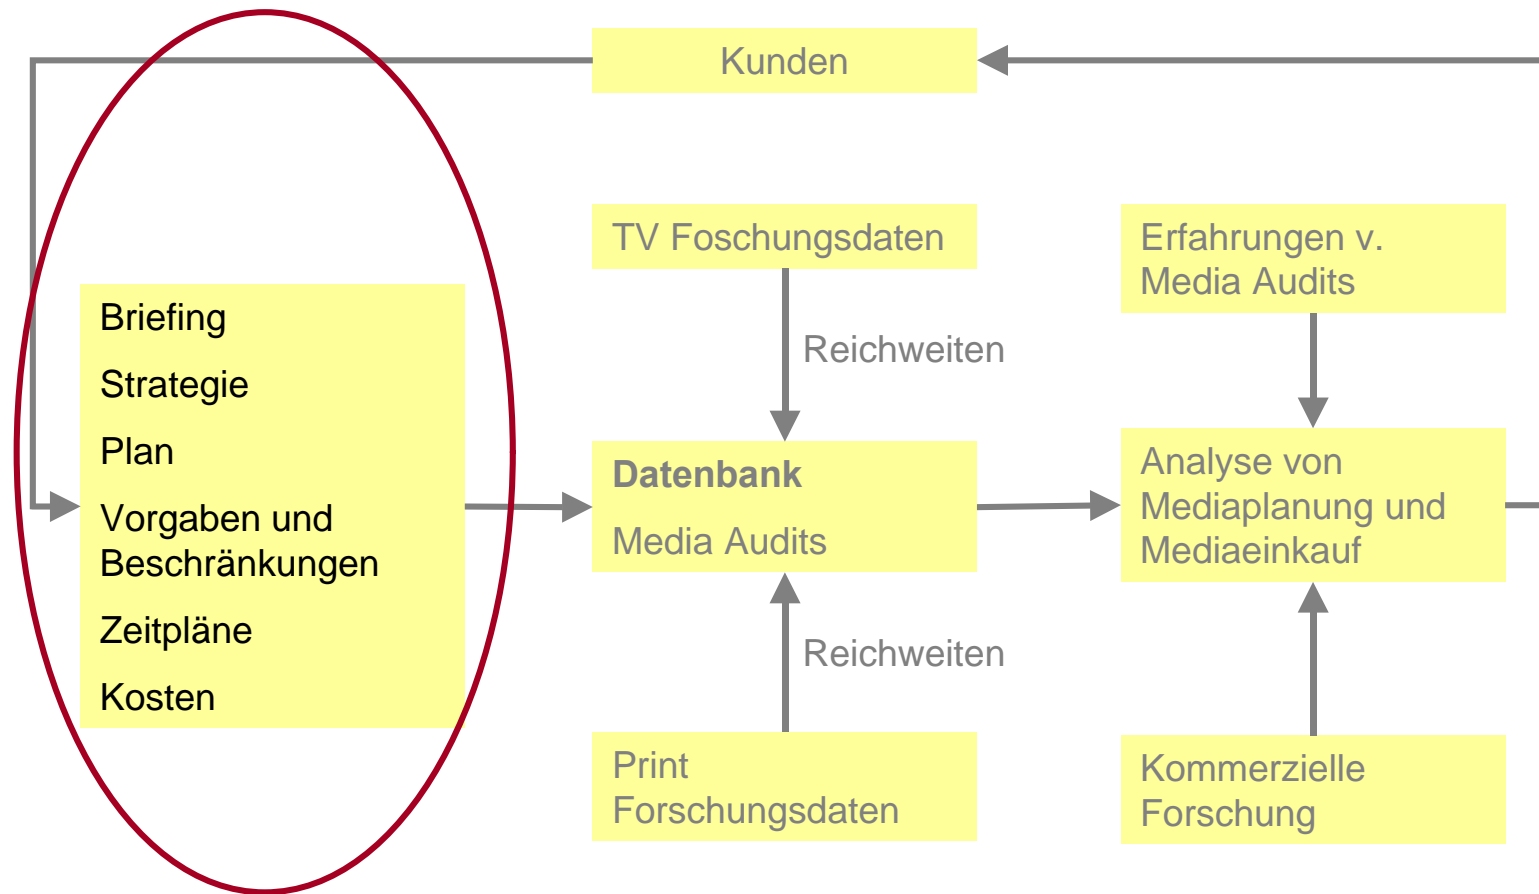 Kunden
TV Foschungsdaten
Erfahrungen v.
Media Audits
Briefing
Strategie
Plan
Vorgaben und
Beschränkungen
Zeitpläne
Kosten
Reichweiten
Datenbank
Media Audits
Analyse von
Mediaplanung und
Mediaeinkauf
Reichweiten
Print
Forschungsdaten
Kommerzielle
Forschung